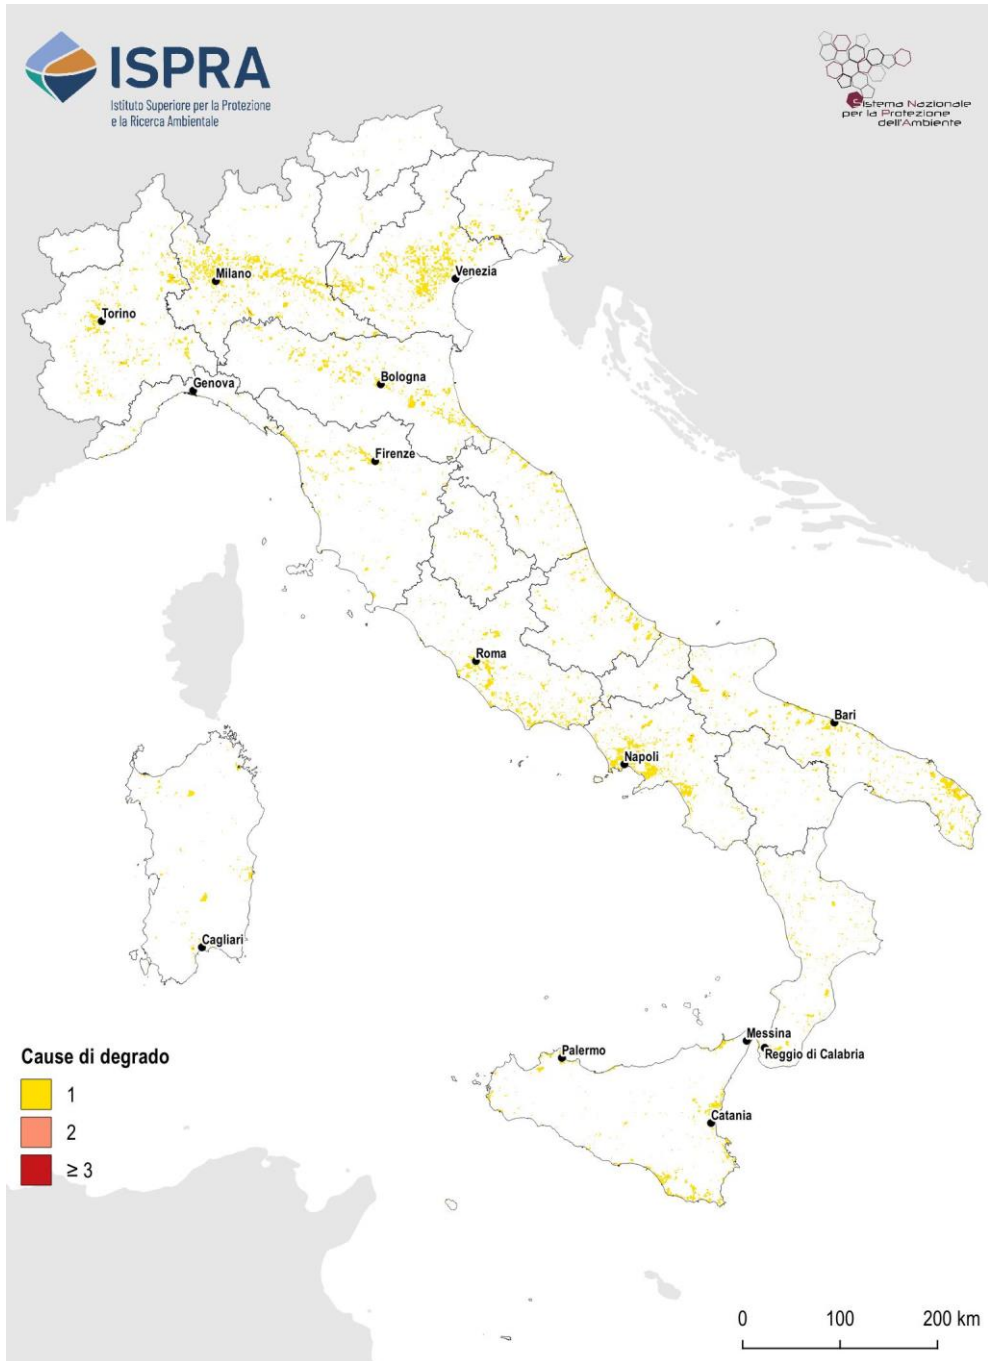 ISPRA
Istituto Superiore per la Protezione
e la Ricerca Ambientale
Sistema Nazionale
per la Protezione
dell'Ambiente
Milano
Venezia
Torino
Bologna
Genova
Firenze
Roma
Bari
Napoli
Cagliari
Messina
Palermo
Reggio di Calabria
Catania
Cause di degrado
1
2
≥ 3
0 100 200 km